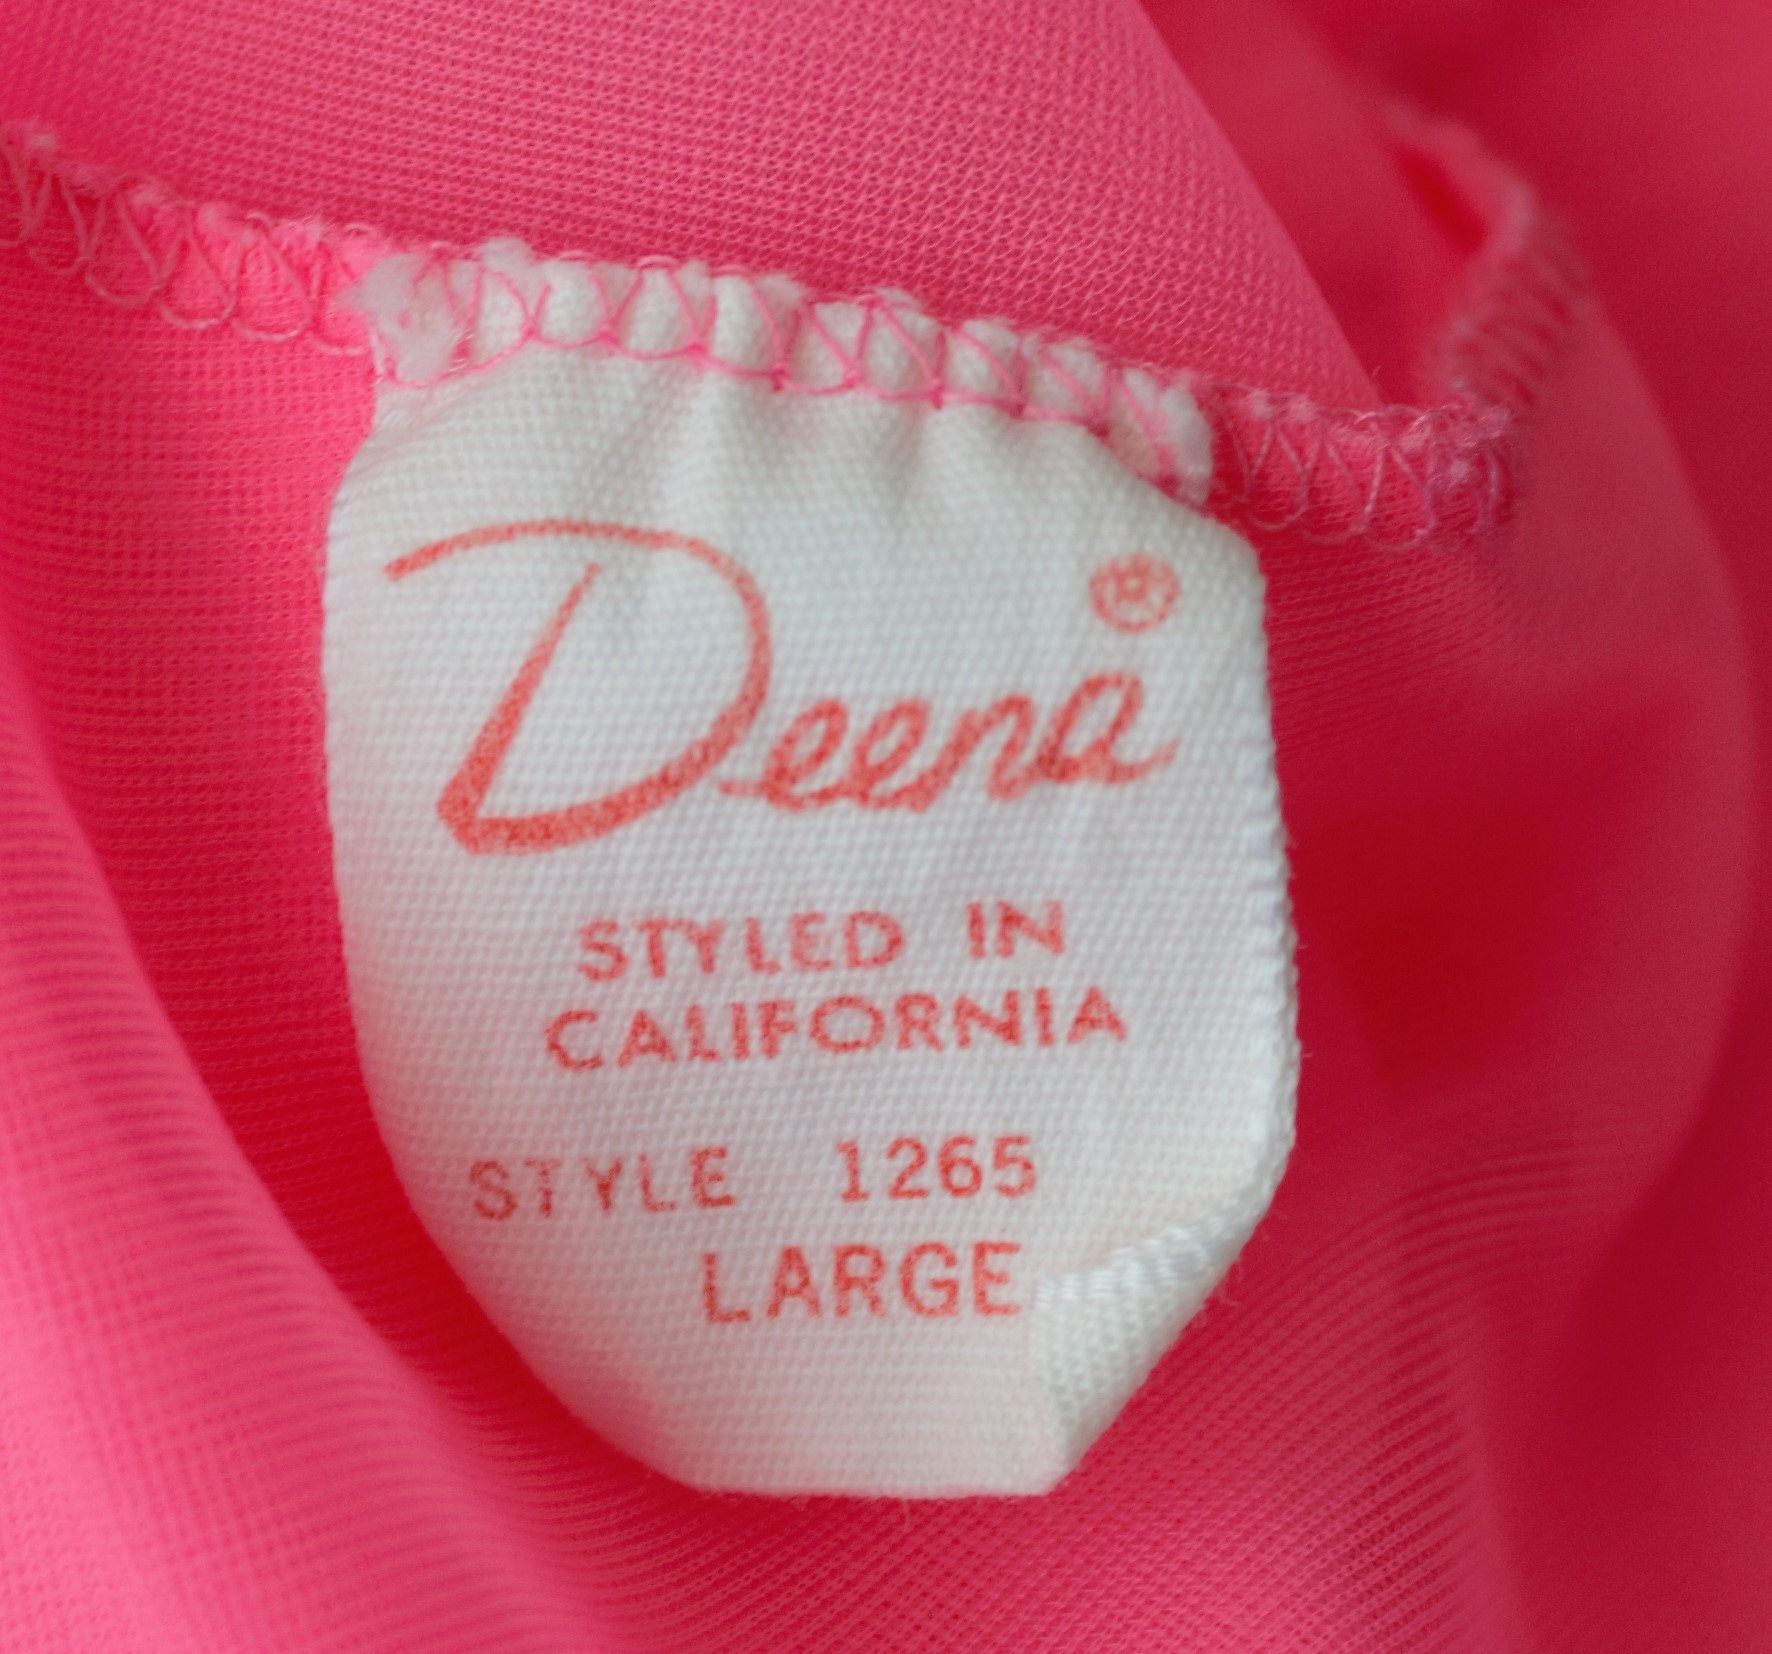 Deena®
STYLED IN
CALIFORNIA
STYLE 1265
LARGE